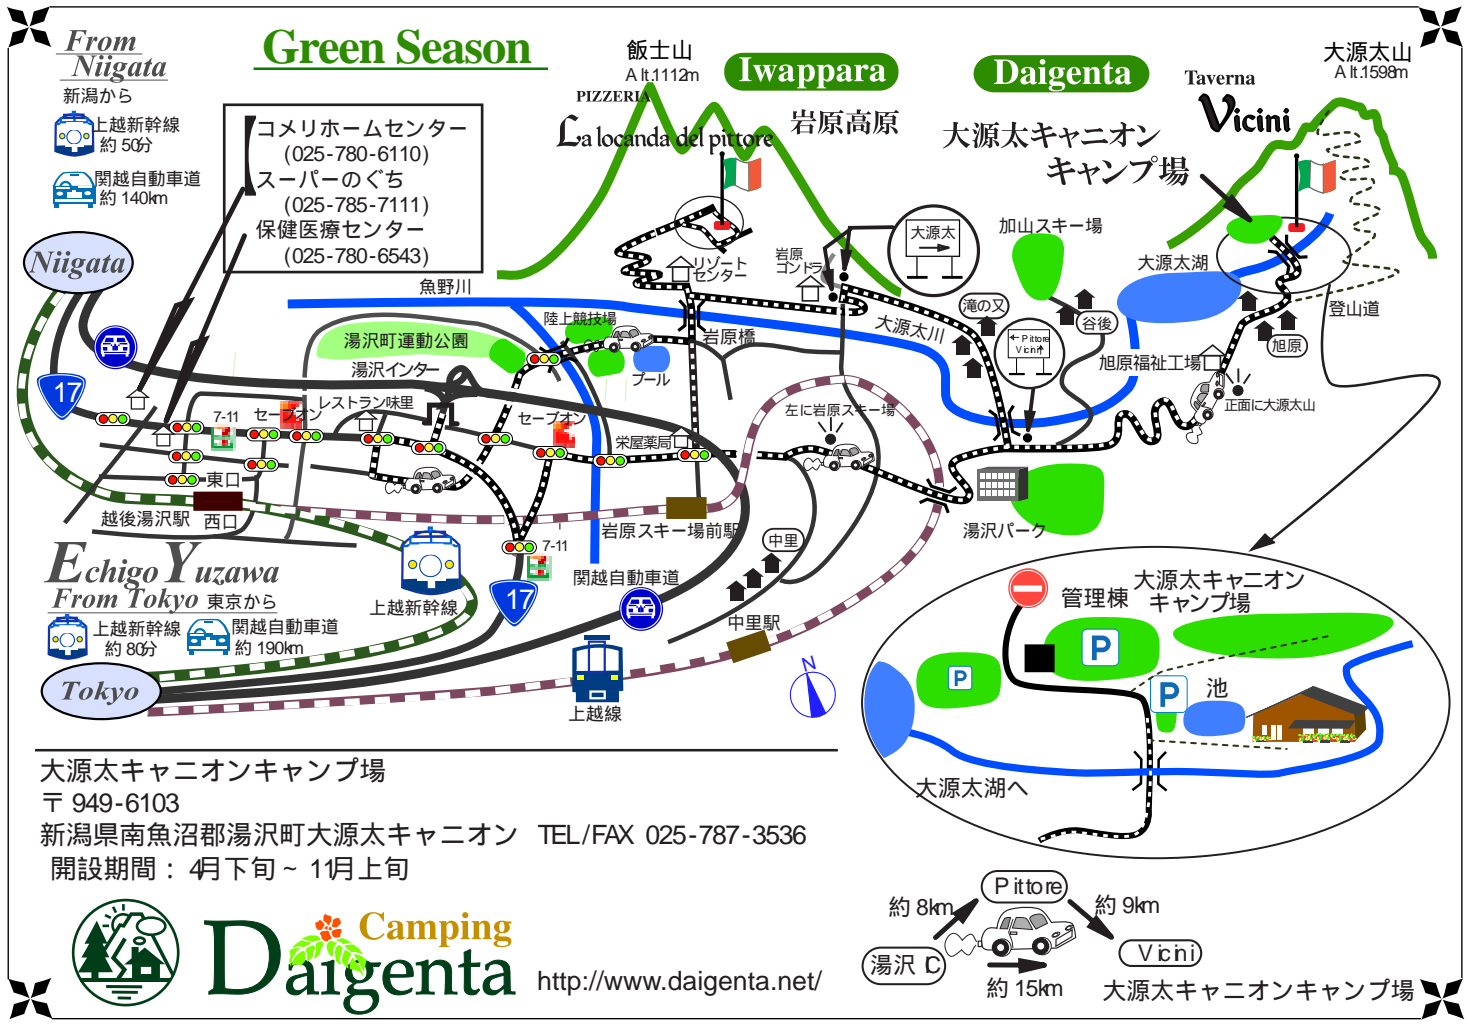 From
Niigata
新潟から
上越新幹線
約 50分
関越自動車道
約 140km
Green Season
コメリホームセンター
(025-780-6110)
スーパーのぐち
(025-785-7111)
保健医療センター
(025-780-6543)
飯士山
Alt.1112m
PIZZERIA
La locanda del pittore
Iwappara
岩原高原
Daigenta
大源太キャニオン
キャンプ場
Taverna
Vicini
大源太山
Alt.1598m
Niigata
魚野川
リゾート
センター
岩原
ゴンドラ
大源太
加山スキー場
大源太湖
登山道
滝の又
谷後
旭原
大源太川
←Pittore
Vicini↑
旭原福祉工場
正面に大源太山
陸上競技場
岩原橋
湯沢町運動公園
湯沢インター
プール
17
7-11
セーブオン
レストラン味里
セーブオン
左に岩原スキー場
栄屋薬局
東口
越後湯沢駅
西口
岩原スキー場前駅
湯沢パーク
7-11
中里
Echigo Yuzawa
From Tokyo 東京から
上越新幹線
約 80分
関越自動車道
約 190km
上越新幹線
17
関越自動車道
中里駅
Tokyo
上越線
N
管理棟
大源太キャニオン
キャンプ場
P
P
P
池
大源太湖へ
大源太キャニオンキャンプ場
〒 949-6103
新潟県南魚沼郡湯沢町大源太キャニオン TEL/FAX 025-787-3536
開設期間： 4月下旬 ~ 11月上旬
Camping
Daigenta
http://www.daigenta.net/
Pittore
約 8km
約 9km
湯沢 IC
Vicini
約 15km
大源太キャニオンキャンプ場